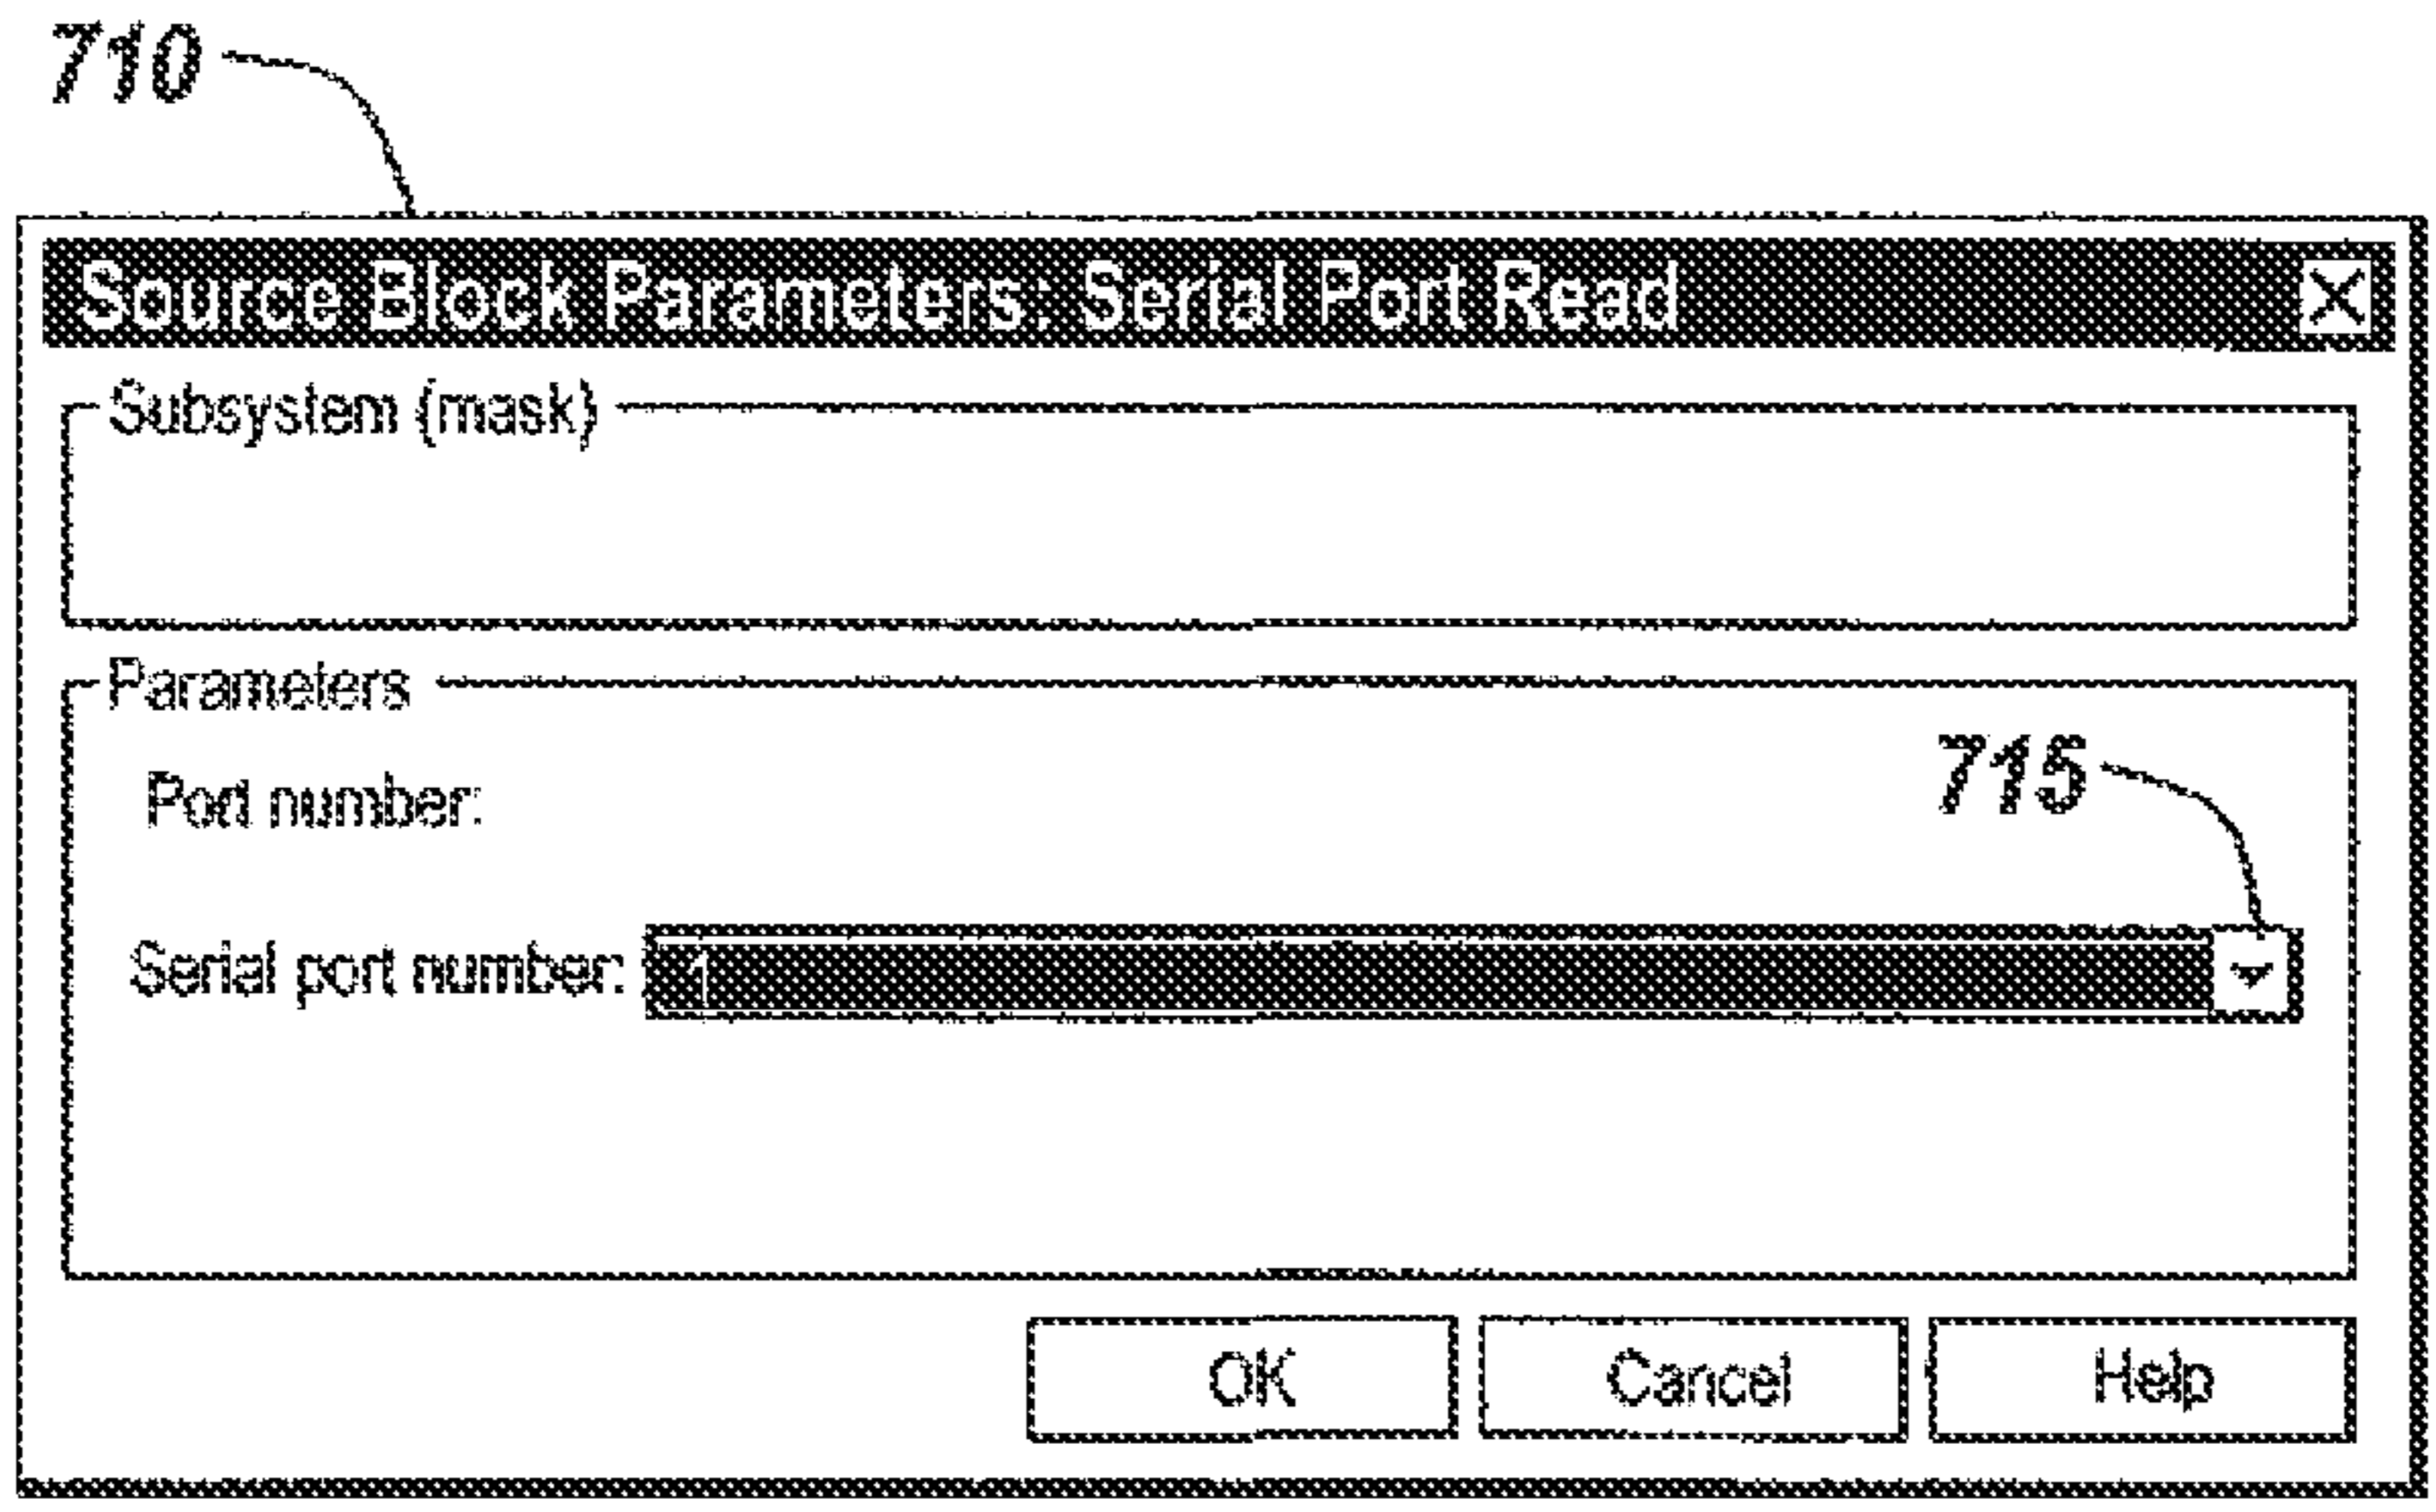 710
Source Block Parameters: Serial Port Read
Subsystem (mask)
Parameters
Port number:
715
Serial port number: 1
OK Cancel Help